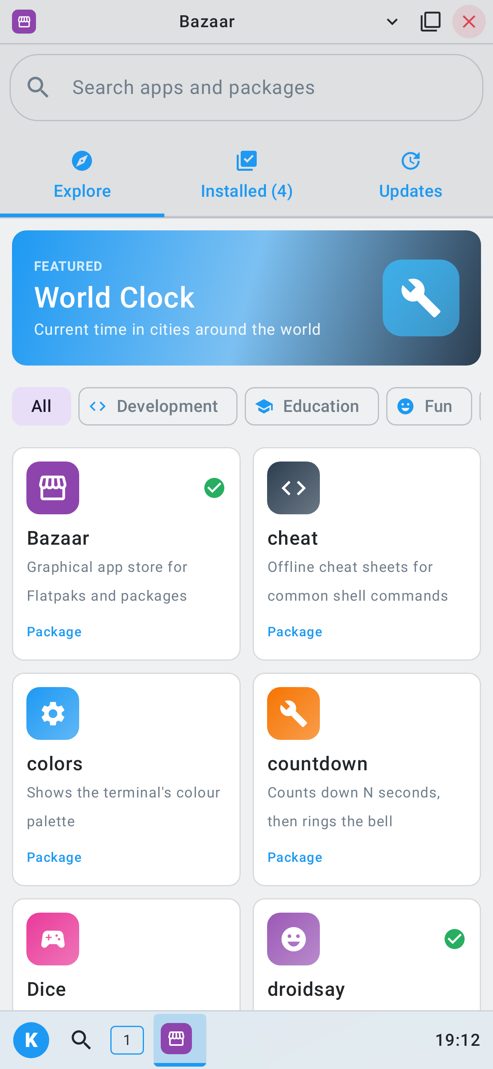 Bazaar
Search apps and packages
Explore
Installed (4)
Updates
FEATURED
World Clock
Current time in cities around the world
All
Development
Education
Fun
Bazaar
Graphical app store for
Flatpaks and packages
Package
cheat
Offline cheat sheets for
common shell commands
Package
colors
Shows the terminal's colour
palette
Package
countdown
Counts down N seconds,
then rings the bell
Package
Dice
droidsay
K
1
19:12